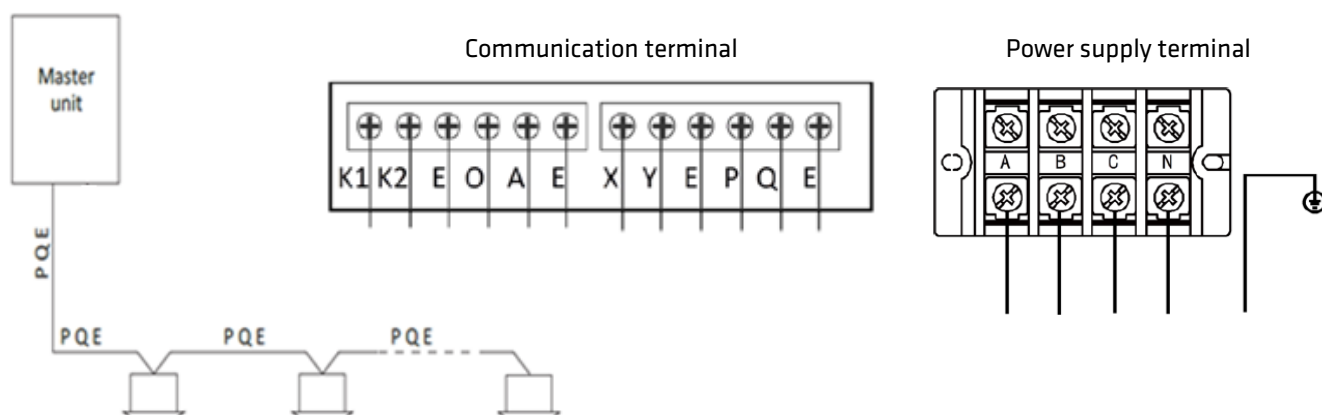 Master
unit
Communication terminal
Power supply terminal
K1 K2 E O A E X Y E P Q E
A B C N
PQE
PQE PQE PQE